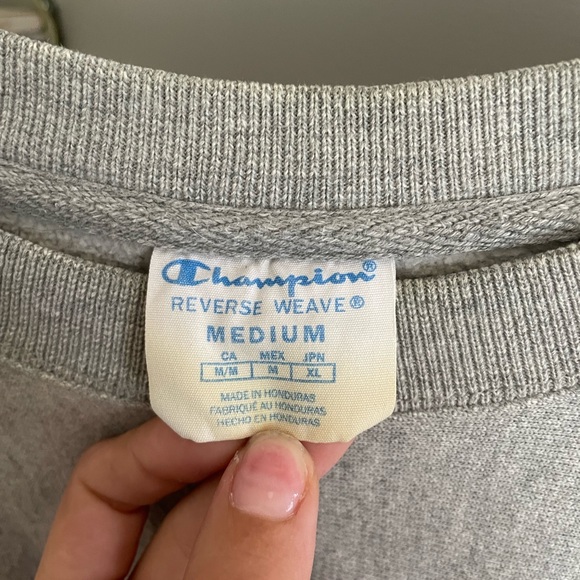 Champion®
REVERSE WEAVE®
MEDIUM
CA MEX JPN
M/M M XL
MADE IN HONDURAS
FABRIQUÉ AU HONDURAS
HECHO EN HONDURAS